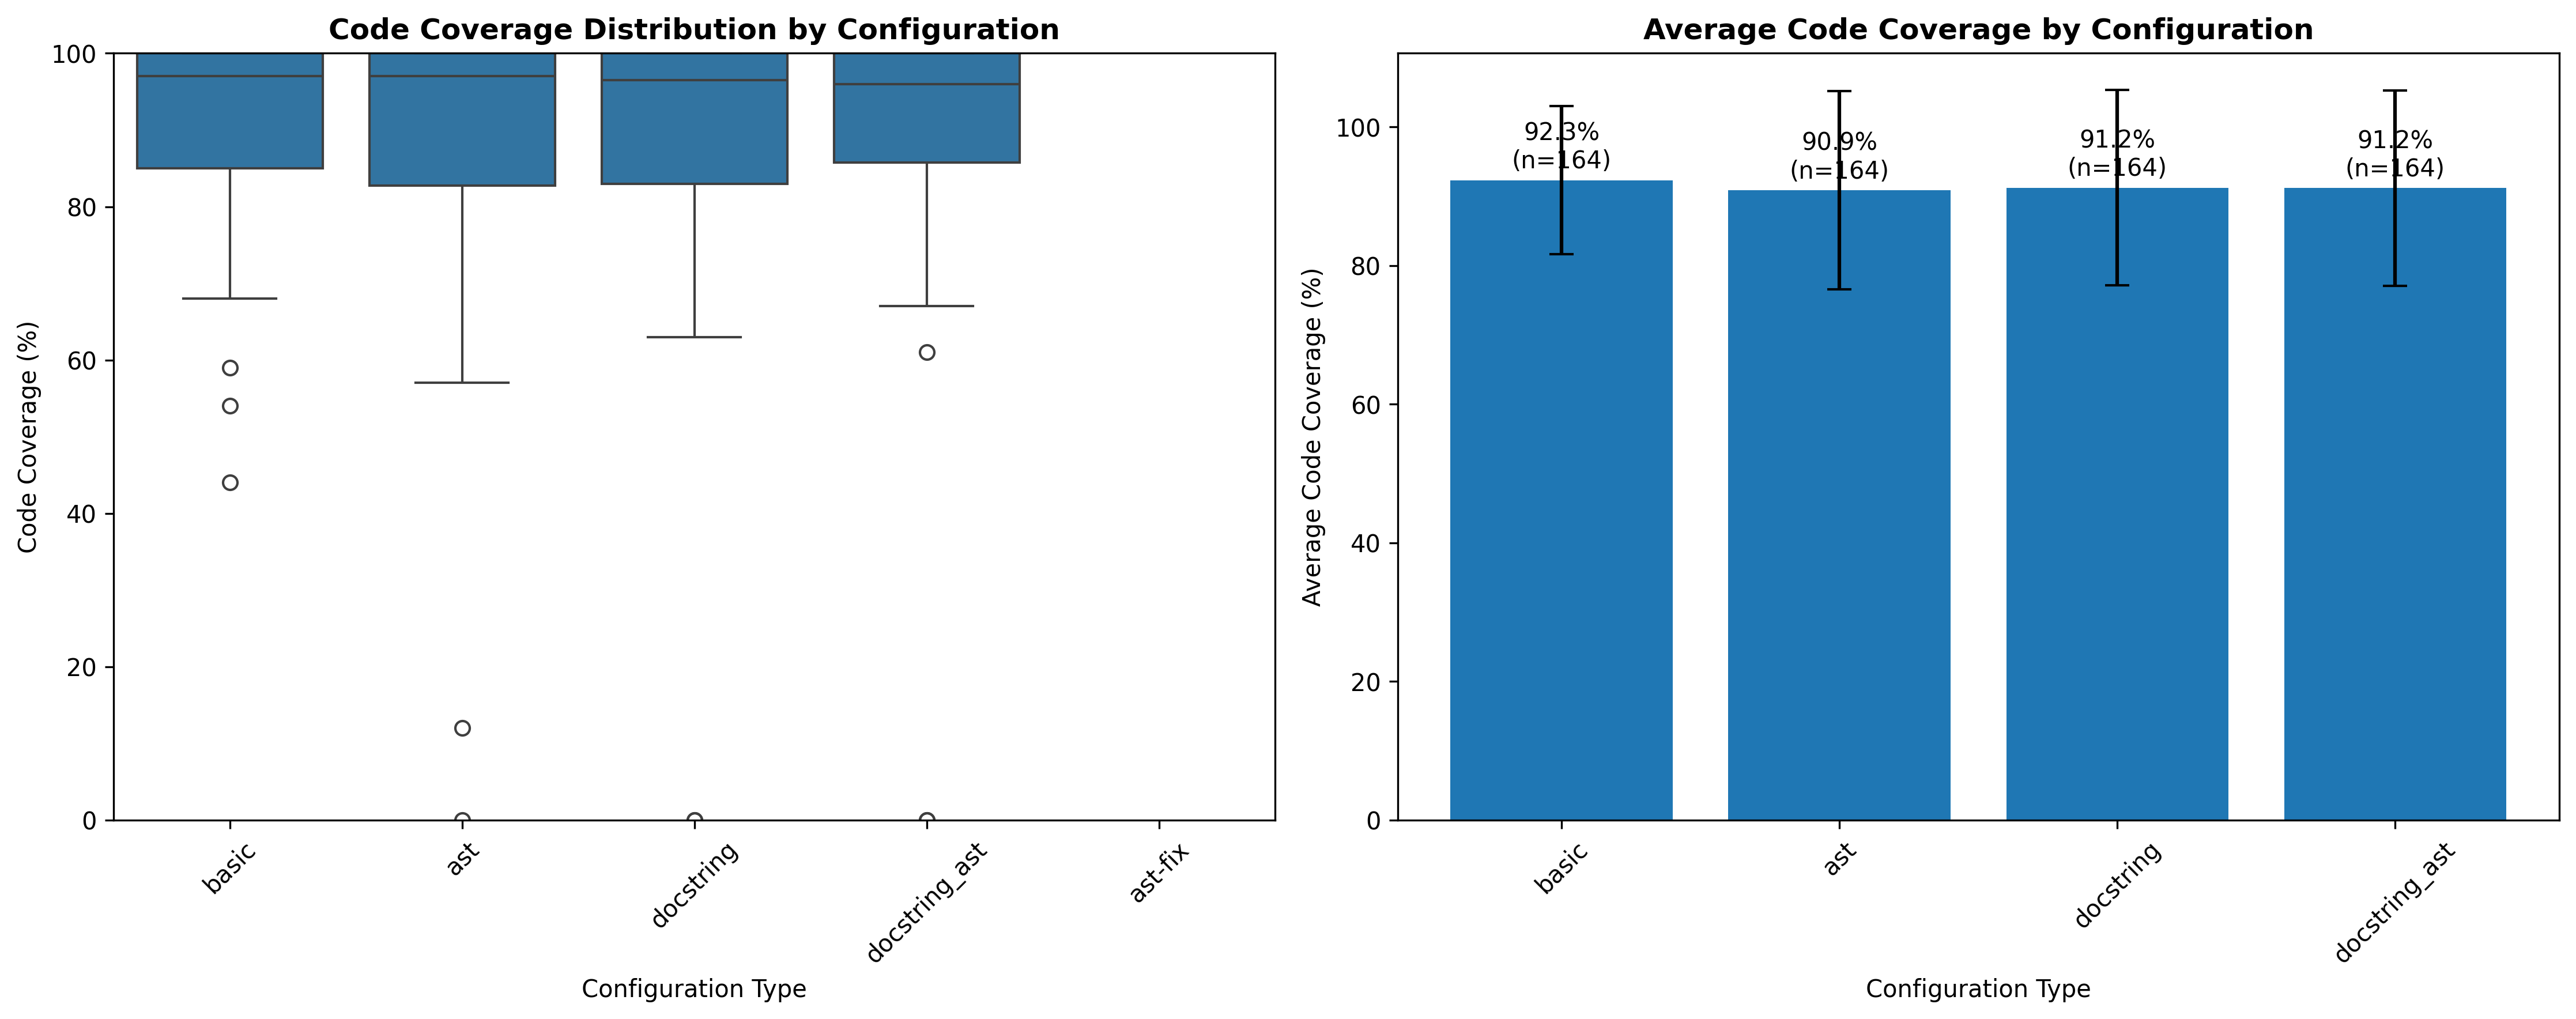 Code Coverage Distribution by Configuration
Code Coverage (%)
100
80
60
40
20
0
basic
ast
docstring
docstring_ast
ast-fix
Configuration Type
Average Code Coverage by Configuration
Average Code Coverage (%)
100
80
60
40
20
0
92.3%
(n=164)
90.9%
(n=164)
91.2%
(n=164)
91.2%
(n=164)
basic
ast
docstring
docstring_ast
Configuration Type